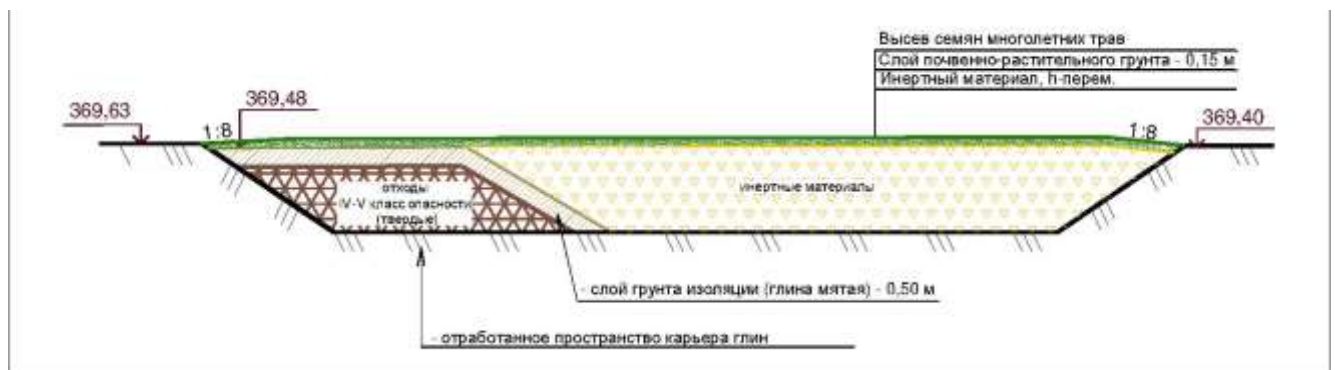 Высев семян многолетних трав
Слой почвенно-растительного грунта - 0,15 м
Инертный материал, h-перем.
369,63
1:8
369,48
1:8
369,40
отходы
IV-V класс опасности
(твердые)
инертные материалы
- слой грунта изоляции (глина мятая) - 0,50 м
- отработанное пространство карьера глин